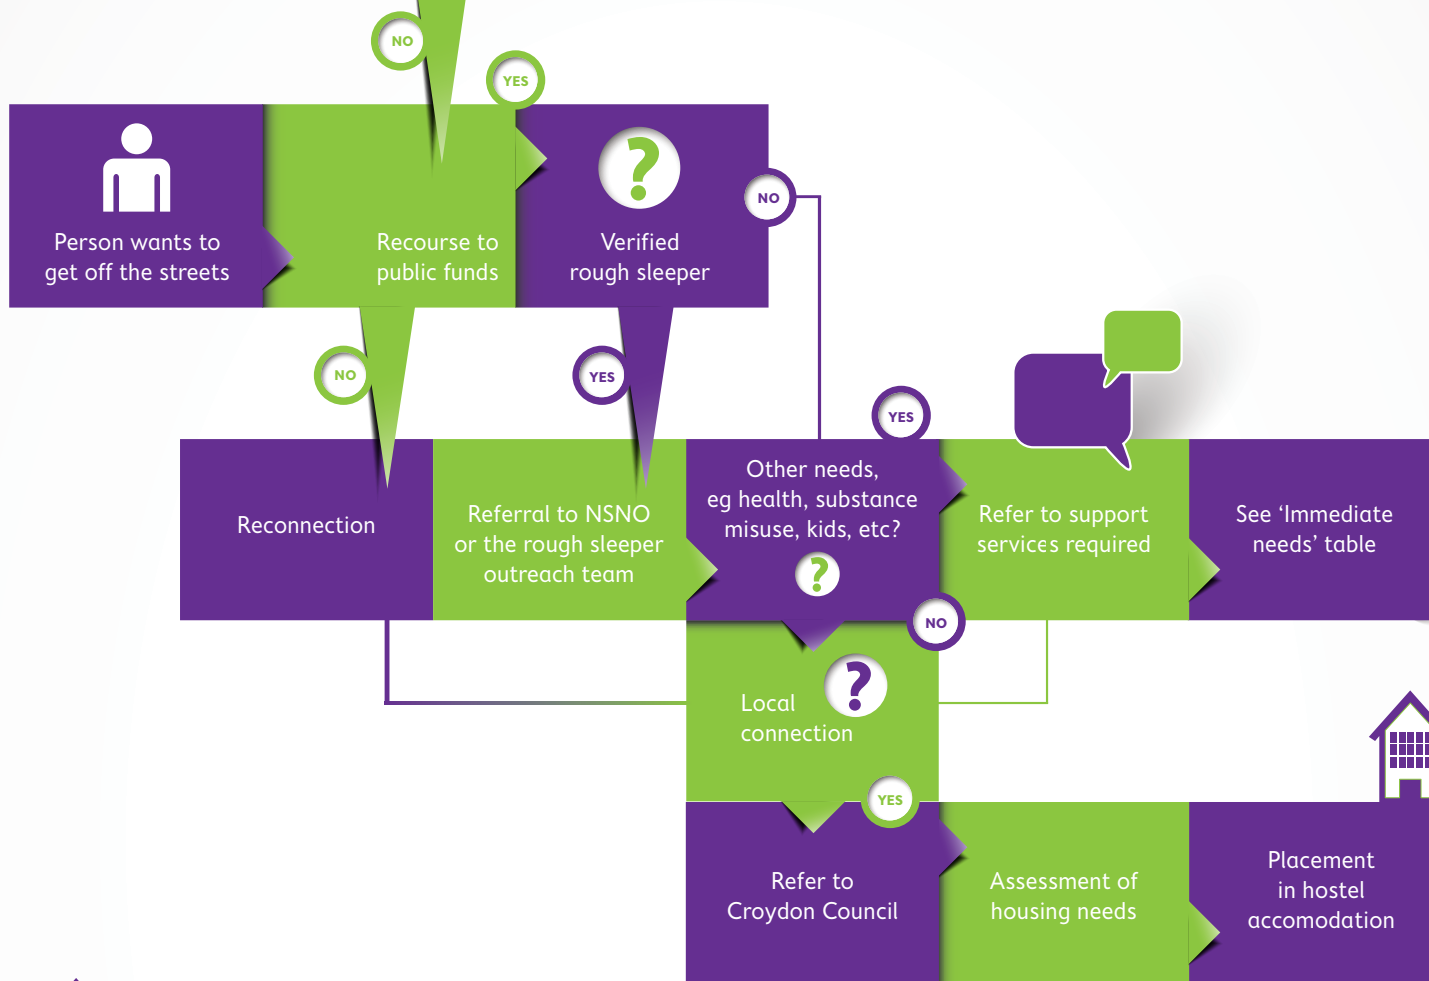 NO
YES
Person wants to
get off the streets
Recourse to
public funds
?
Verified
rough sleeper
NO
NO
YES
YES
Reconnection
Referral to NSNO
or the rough sleeper
outreach team
Other needs,
eg health, substance
misuse, kids, etc?
?
Refer to support
services required
See ‘Immediate
needs’ table
NO
?
Local
connection
YES
Refer to
Croydon Council
Assessment of
housing needs
Placement
in hostel
accomodation